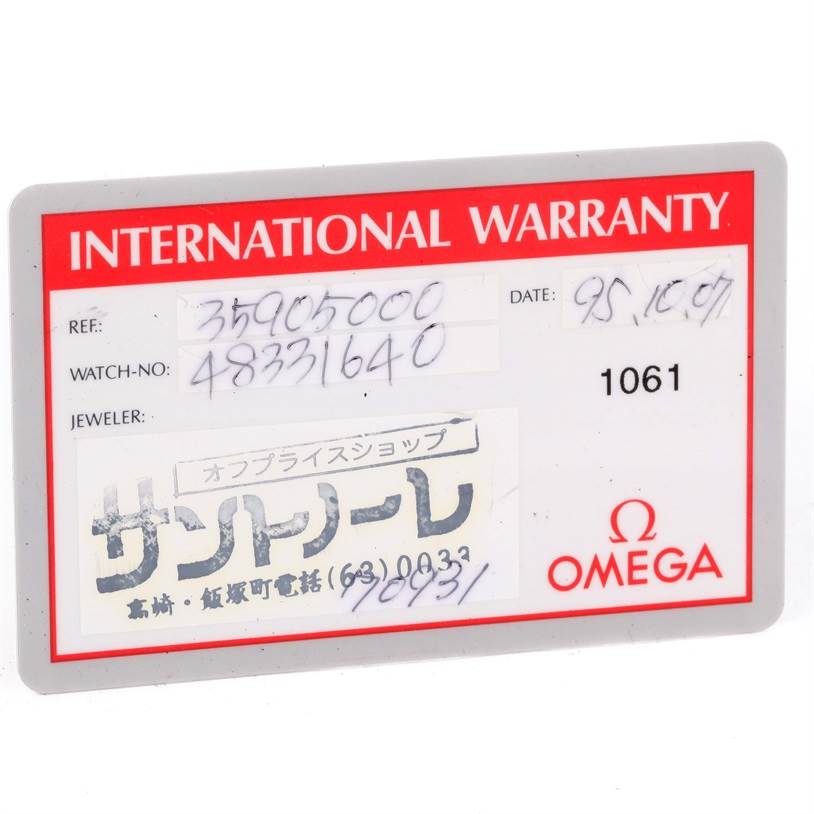 INTERNATIONAL WARRANTY
REF.: 35905000 DATE: 95.10.07
WATCH-NO: 48331640
1061
JEWELER:
オフプライスショップ
サントノーレ
高崎・飯塚町電話(63)0033
70931
Ω
OMEGA